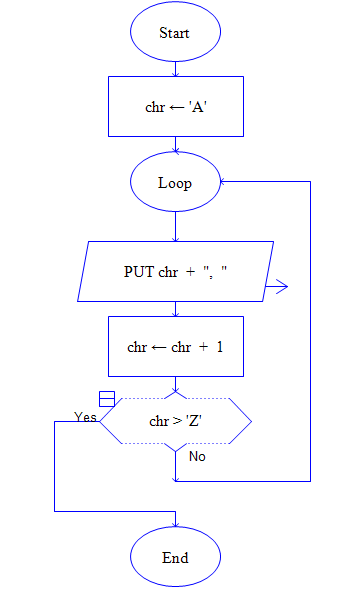 Start
chr ← 'A'
Loop
PUT chr + ", "
chr ← chr + 1
Yes
chr > 'Z'
No
End